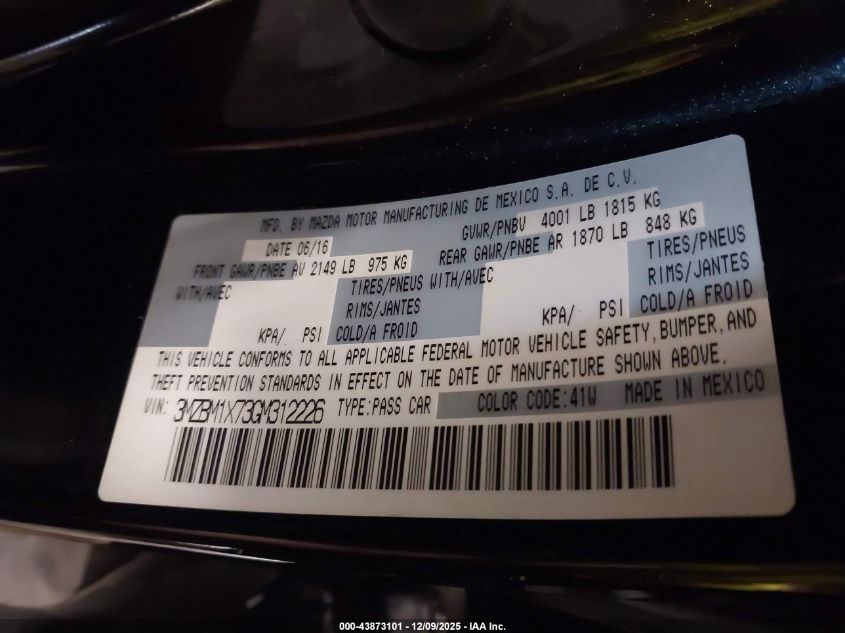 MFD. BY MAZDA MOTOR MANUFACTURING DE MEXICO S.A. DE C.V.
DATE 06/16 GVWR/PNBV 4001 LB 1815 KG
FRONT GAWR/PNBE AV 2149 LB 975 KG REAR GAWR/PNBE AR 1870 LB 848 KG
WITH/AVEC TIRES/PNEUS WITH/AVEC TIRES/PNEUS
RIMS/JANTES RIMS/JANTES
KPA/ PSI COLD/A FROID KPA/ PSI COLD/A FROID
THIS VEHICLE CONFORMS TO ALL APPLICABLE FEDERAL MOTOR VEHICLE SAFETY, BUMPER, AND
THEFT PREVENTION STANDARDS IN EFFECT ON THE DATE OF MANUFACTURE SHOWN ABOVE.
VIN: 3MZBM1X73GM312226 TYPE:PASS CAR COLOR CODE:41W MADE IN MEXICO
000-43873101 - 12/09/2025 - IAA Inc.